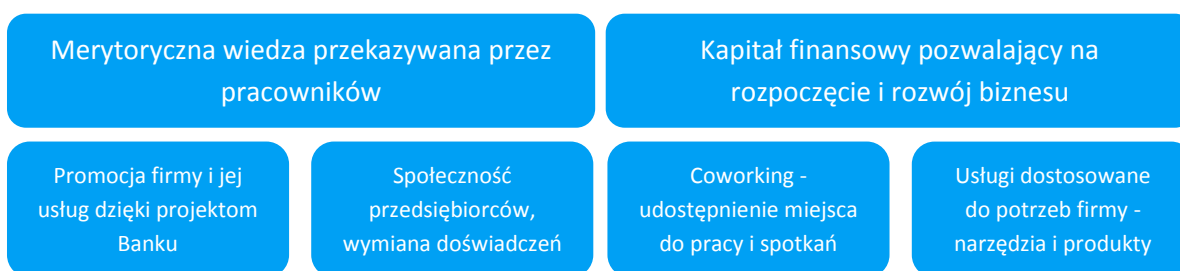 Merytoryczna wiedza przekazywana przez
pracowników
Kapitał finansowy pozwalający na
rozpoczęcie i rozwój biznesu
Promocja firmy i jej
usług dzięki projektom
Banku
Społeczność
przedsiębiorców,
wymiana doświadczeń
Coworking -
udostępnienie miejsca
do pracy i spotkań
Usługi dostosowane
do potrzeb firmy -
narzędzia i produkty